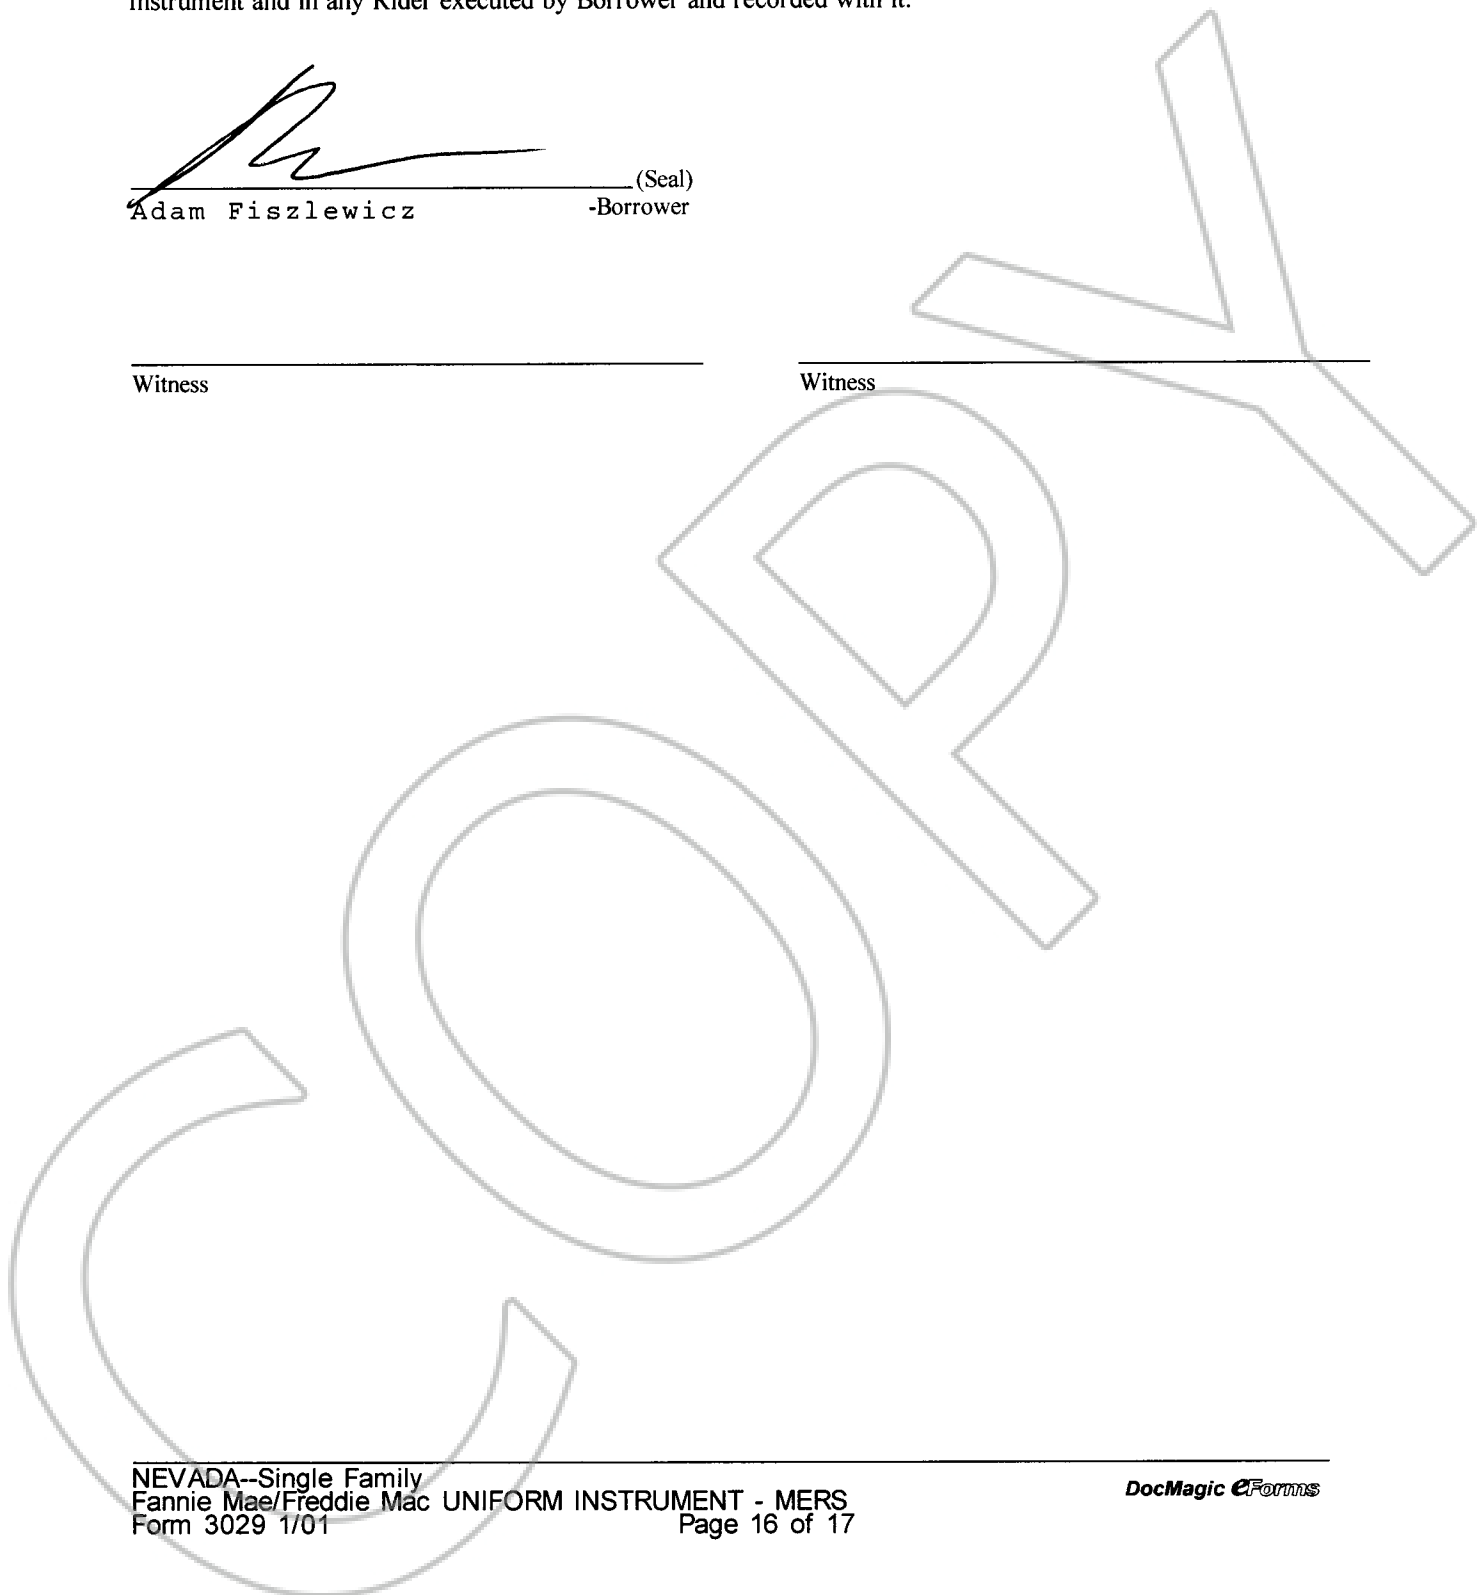 instrument and in any Rider executed by Borrower and recorded with it.
(Seal)
Adam Fiszlewicz -Borrower
Witness Witness
COPY
NEVADA--Single Family
Fannie Mae/Freddie Mac UNIFORM INSTRUMENT - MERS
Form 3029 1/01 Page 16 of 17
DocMagic eForms